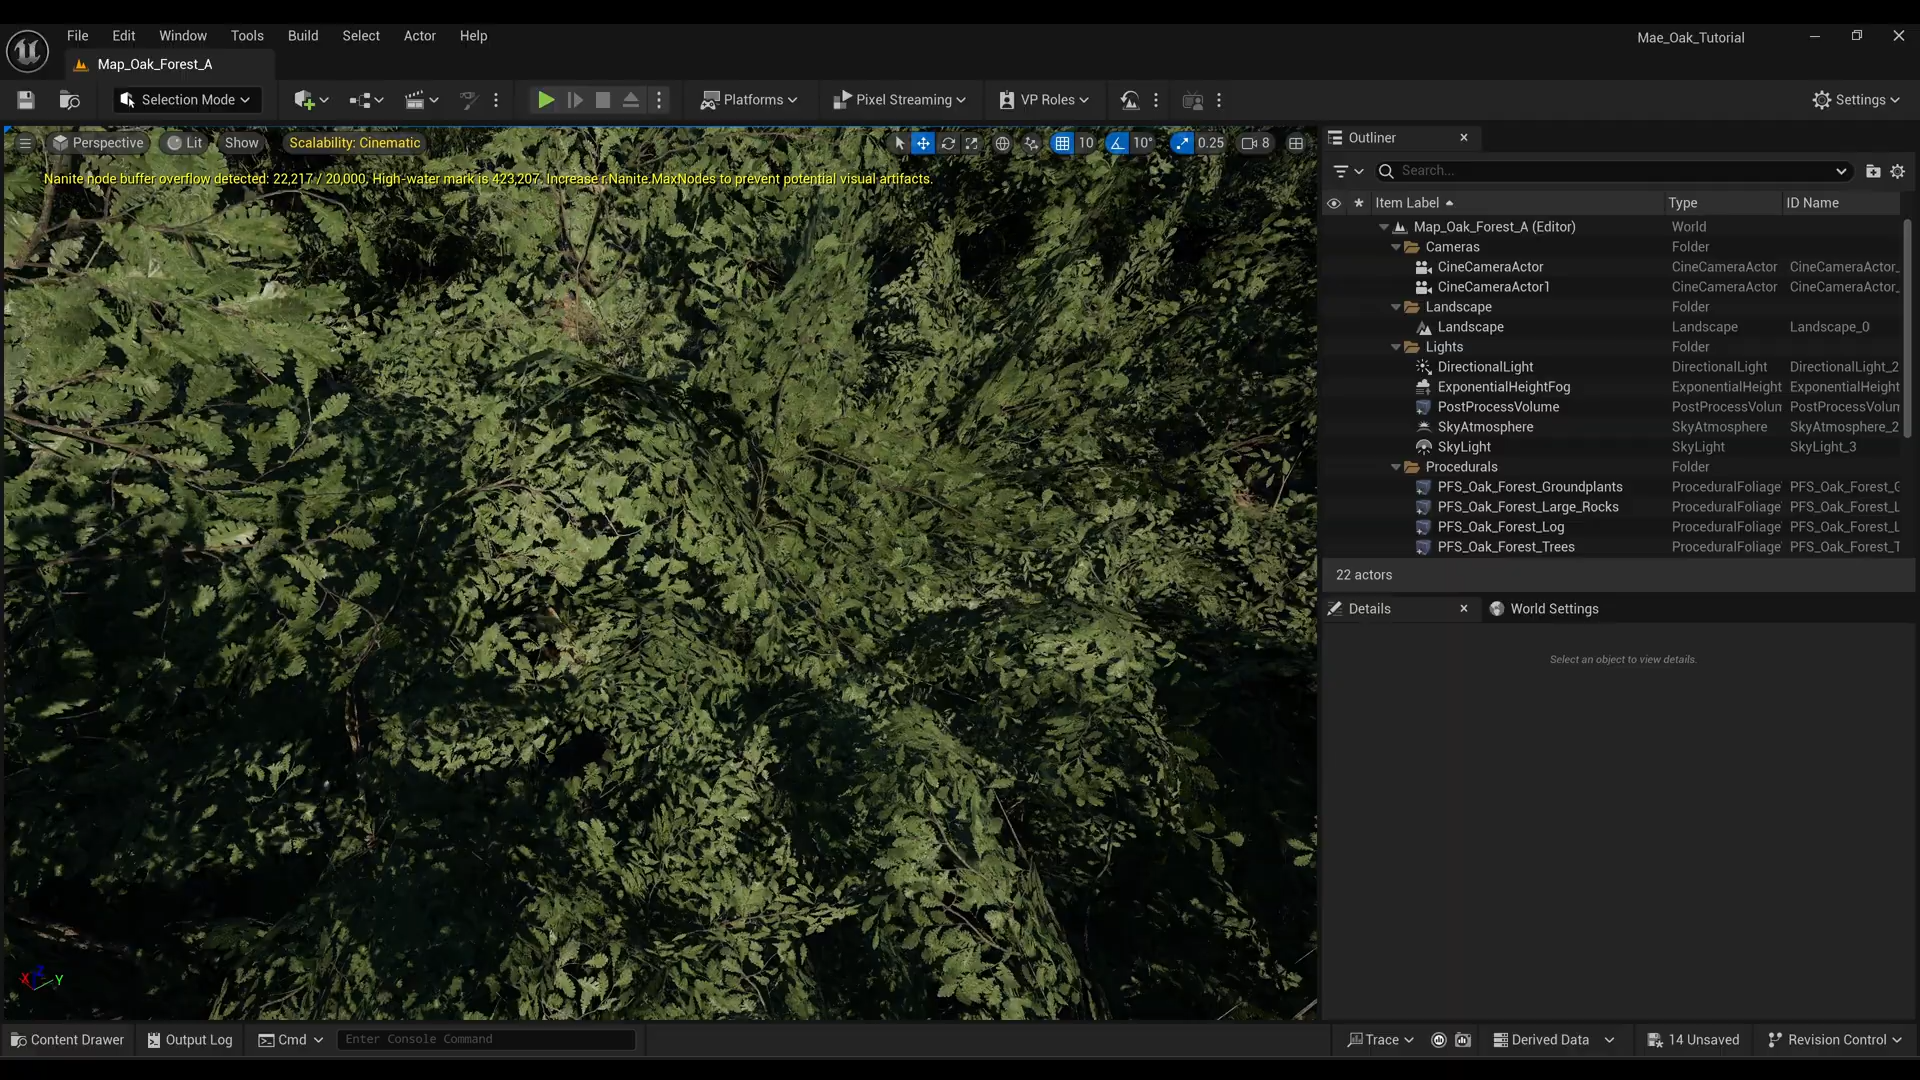 File Edit Window Tools Build Select Actor Help
Mae_Oak_Tutorial
Map_Oak_Forest_A
Selection Mode
Platforms
Pixel Streaming
VP Roles
Settings
Perspective Lit Show Scalability: Cinematic
10 10° 0.25 8
Nanite node buffer overflow detected: 22,217 / 20,000. High-water mark is 423,207. Increase r.Nanite.MaxNodes to prevent potential visual artifacts.
X Z Y
Outliner
Search...
Item Label Type ID Name
Map_Oak_Forest_A (Editor) World
Cameras Folder
CineCameraActor CineCameraActor CineCameraActor_
CineCameraActor1 CineCameraActor CineCameraActor_
Landscape Folder
Landscape Landscape Landscape_0
Lights Folder
DirectionalLight DirectionalLight DirectionalLight_2
ExponentialHeightFog ExponentialHeight ExponentialHeight
PostProcessVolume PostProcessVolum PostProcessVolum
SkyAtmosphere SkyAtmosphere SkyAtmosphere_2
SkyLight SkyLight SkyLight_3
Procedurals Folder
PFS_Oak_Forest_Groundplants ProceduralFoliage PFS_Oak_Forest_G
PFS_Oak_Forest_Large_Rocks ProceduralFoliage PFS_Oak_Forest_L
PFS_Oak_Forest_Log ProceduralFoliage PFS_Oak_Forest_L
PFS_Oak_Forest_Trees ProceduralFoliage PFS_Oak_Forest_T
22 actors
Details World Settings
Select an object to view details.
Content Drawer Output Log Cmd Enter Console Command
Trace Derived Data 14 Unsaved Revision Control